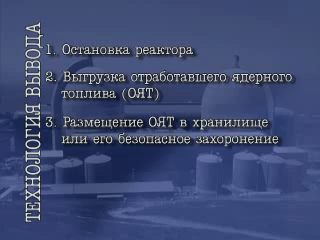 ТЕХНОЛОГИЯ ВЫВОДА
1. Остановка реактора
2. Выгрузка отработавшего ядерного
топлива (ОЯТ)
3. Размещение ОЯТ в хранилище
или его безопасное захоронение